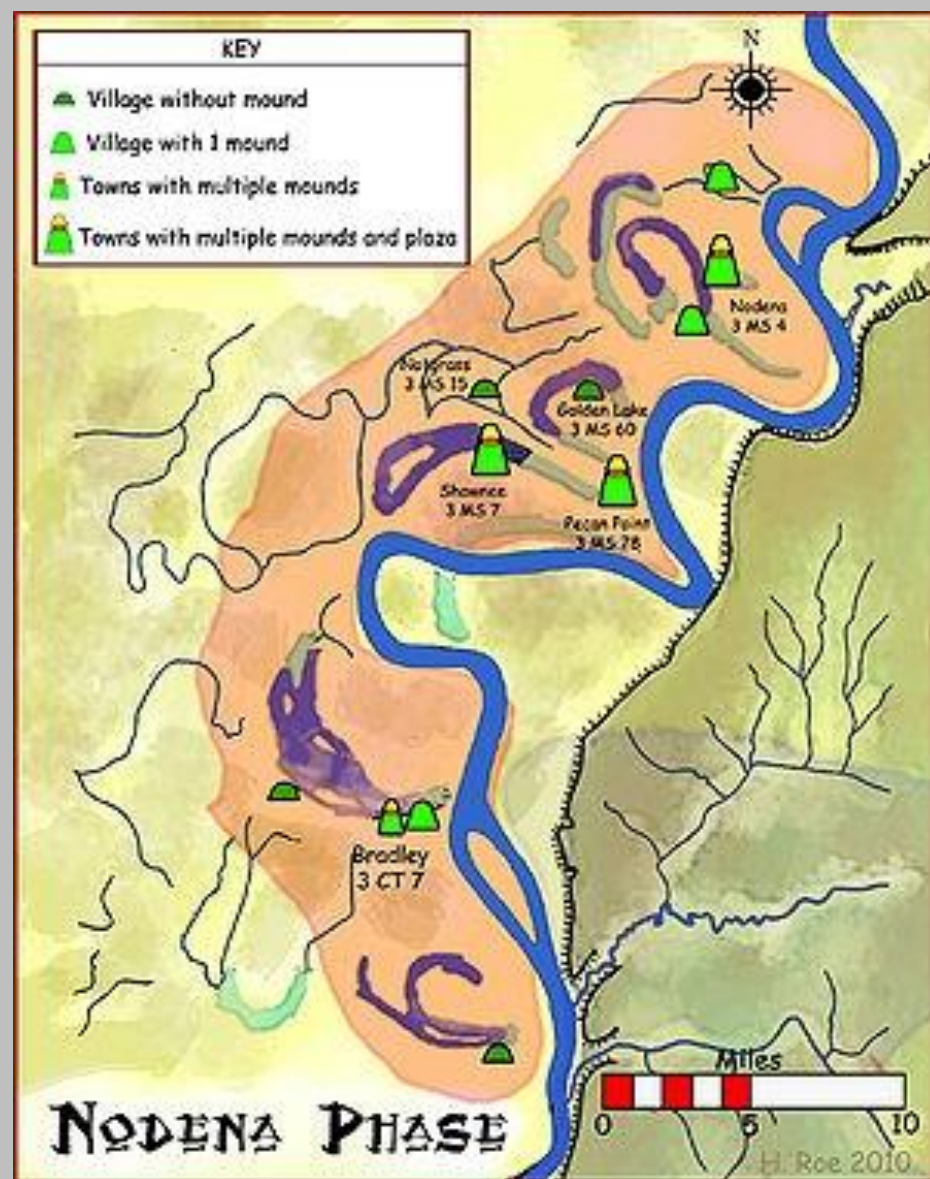 KEY
Village without mound
Village with 1 mound
Towns with multiple mounds
Towns with multiple mounds and plaza
N
Nodena
3 MS 4
Notgrass
3 MS 15
Golden Lake
3 MS 60
Shawnee
3 MS 7
Pecan Point
3 MS 78
Bradley
3 CT 7
Miles
0 5 10
NODENA PHASE
H. Roe 2010